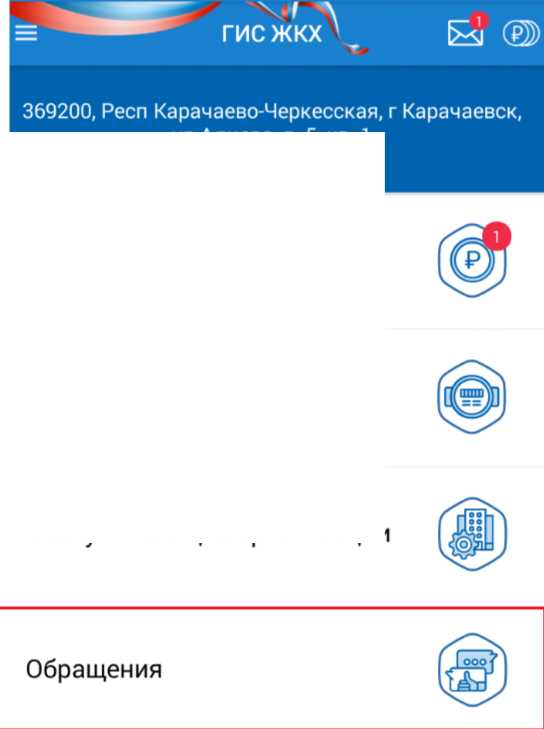 ГИС ЖКХ
1
369200, Респ Карачаево-Черкесская, г Карачаевск,
1
Обращения